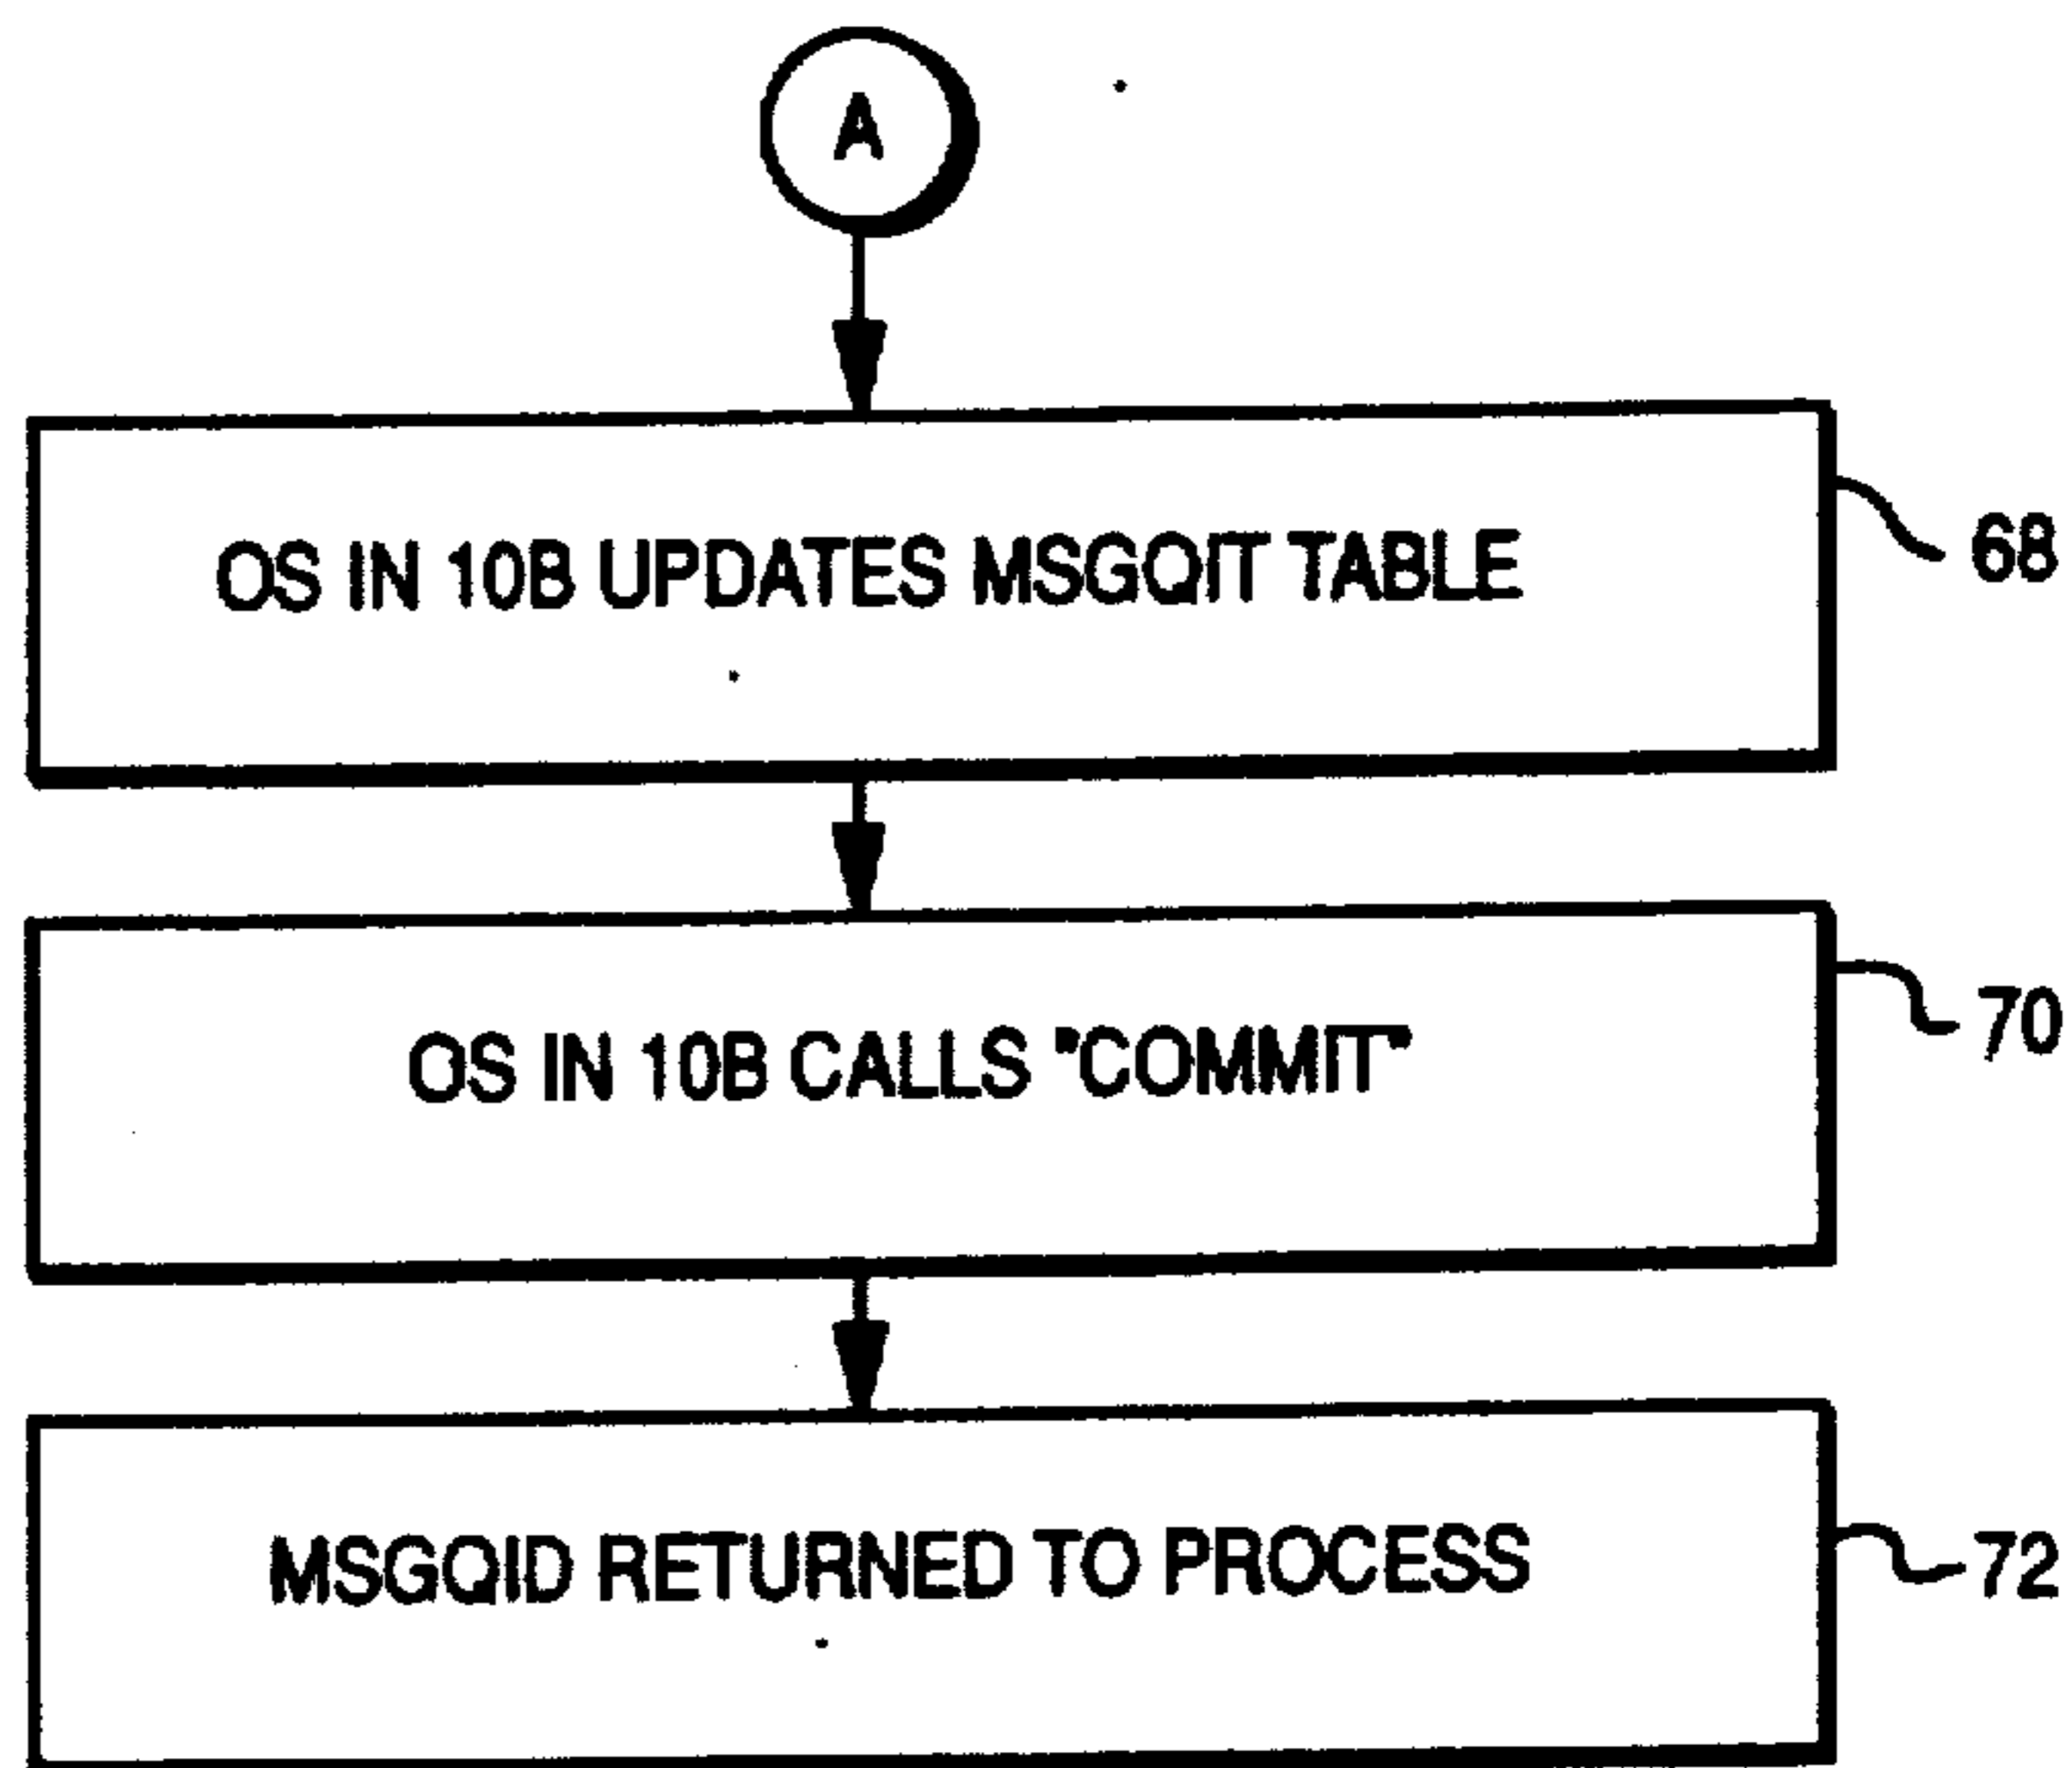 A
OS IN 10B UPDATES MSGQIT TABLE
68
OS IN 10B CALLS "COMMIT"
70
MSGQID RETURNED TO PROCESS
72